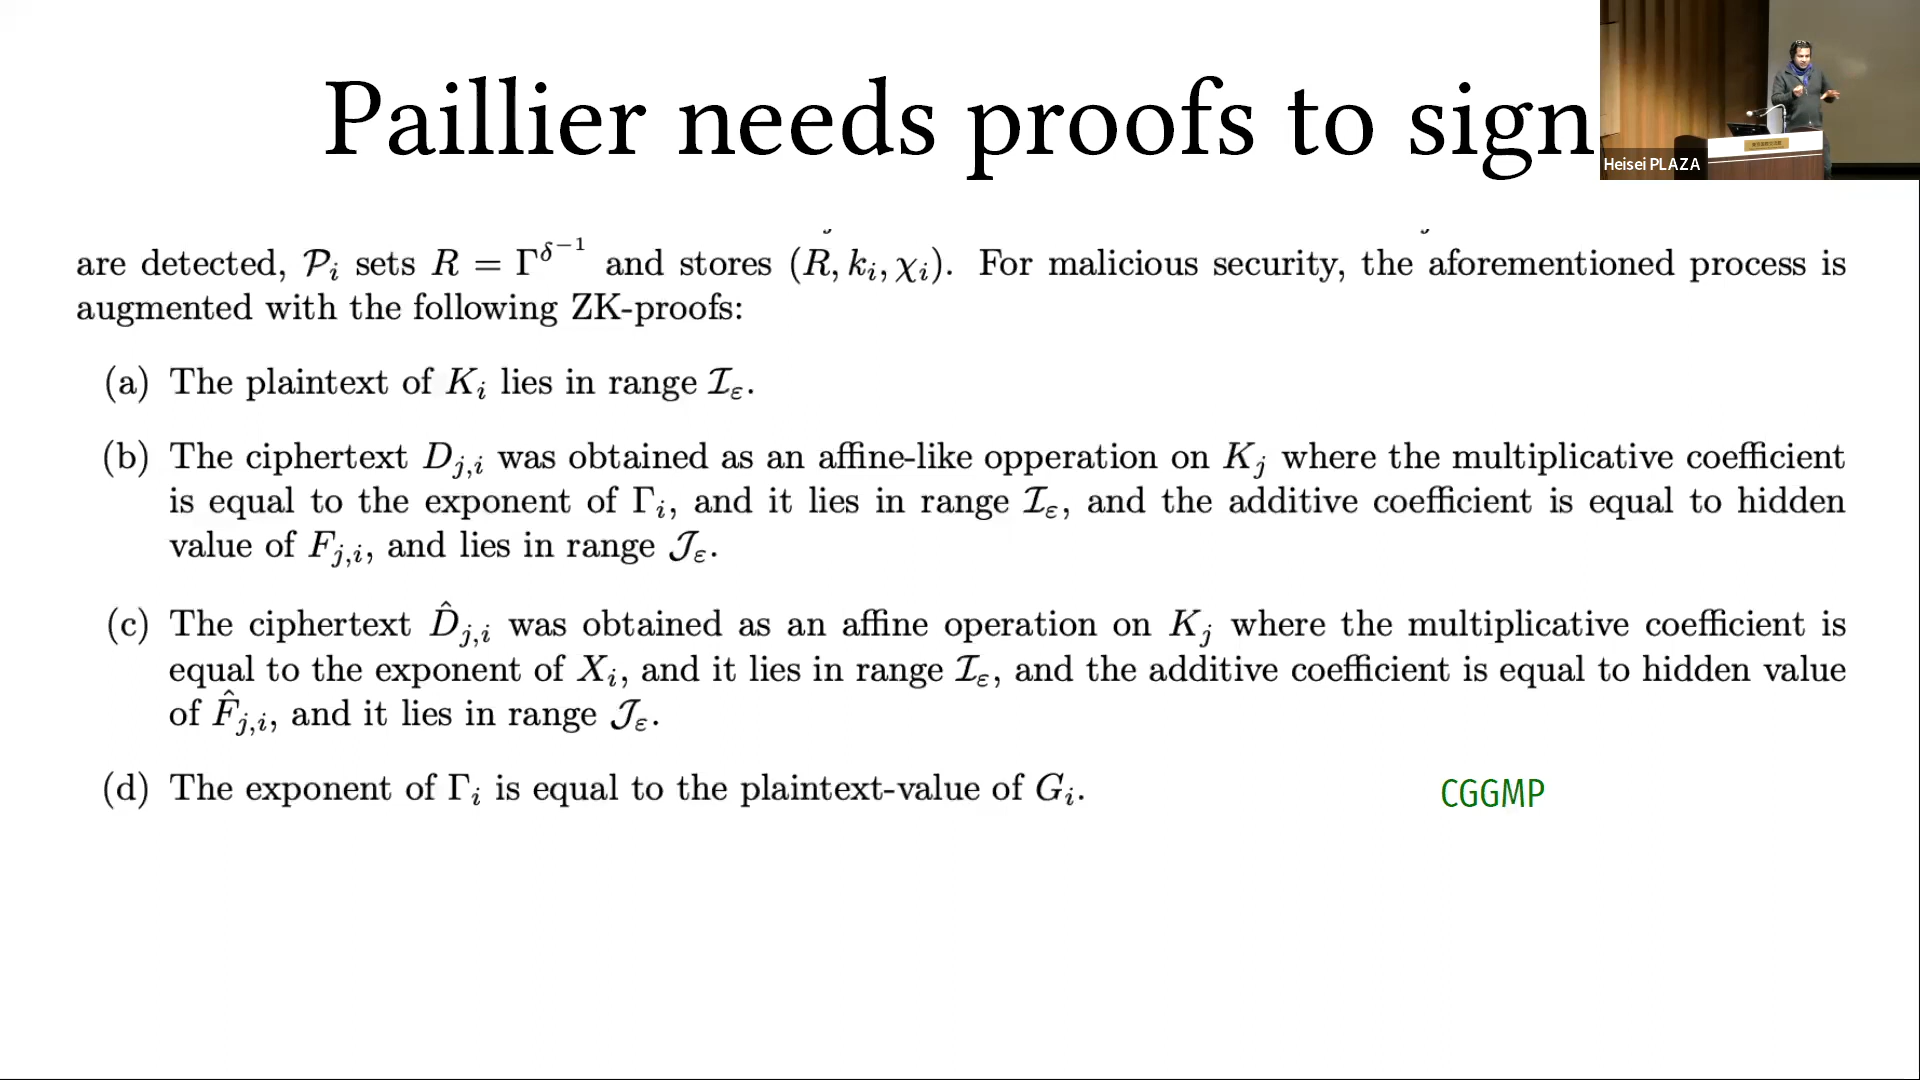 Paillier needs proofs to sign
Heisei PLAZA
are detected, 𝒫ᵢ sets R = Γ^{δ^{−1}} and stores (R, kᵢ, χᵢ). For malicious security, the aforementioned process is
augmented with the following ZK-proofs:
(a) The plaintext of Kᵢ lies in range ℐ_ε.
(b) The ciphertext D_{j,i} was obtained as an affine-like opperation on K_j where the multiplicative coefficient
is equal to the exponent of Γᵢ, and it lies in range ℐ_ε, and the additive coefficient is equal to hidden
value of F_{j,i}, and lies in range 𝒥_ε.
(c) The ciphertext D̂_{j,i} was obtained as an affine operation on K_j where the multiplicative coefficient is
equal to the exponent of Xᵢ, and it lies in range ℐ_ε, and the additive coefficient is equal to hidden value
of F̂_{j,i}, and it lies in range 𝒥_ε.
(d) The exponent of Γᵢ is equal to the plaintext-value of Gᵢ.
CGGMP